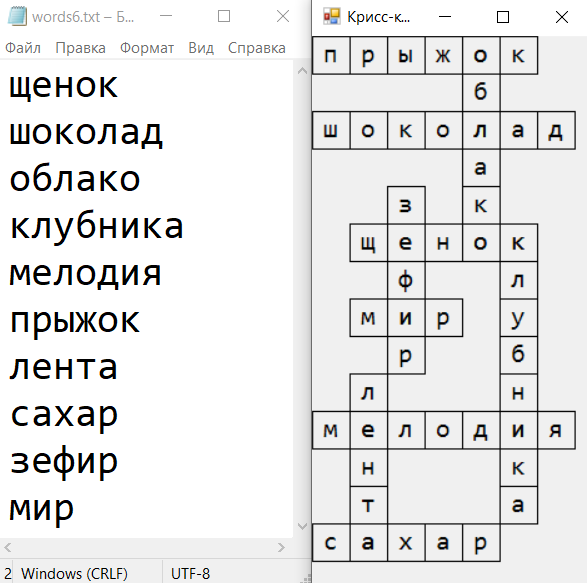 words6.txt – Б...
Файл Правка Формат Вид Справка
щенок
шоколад
облако
клубника
мелодия
прыжок
лента
сахар
зефир
мир
2 Windows (CRLF) UTF-8
Крисс-к...
п р ы ж о к
б
ш о к о л а д
а
з к
щ е н о к
ф л
м и р у
р б
л н
м е л о д и я
н к
т а
с а х а р